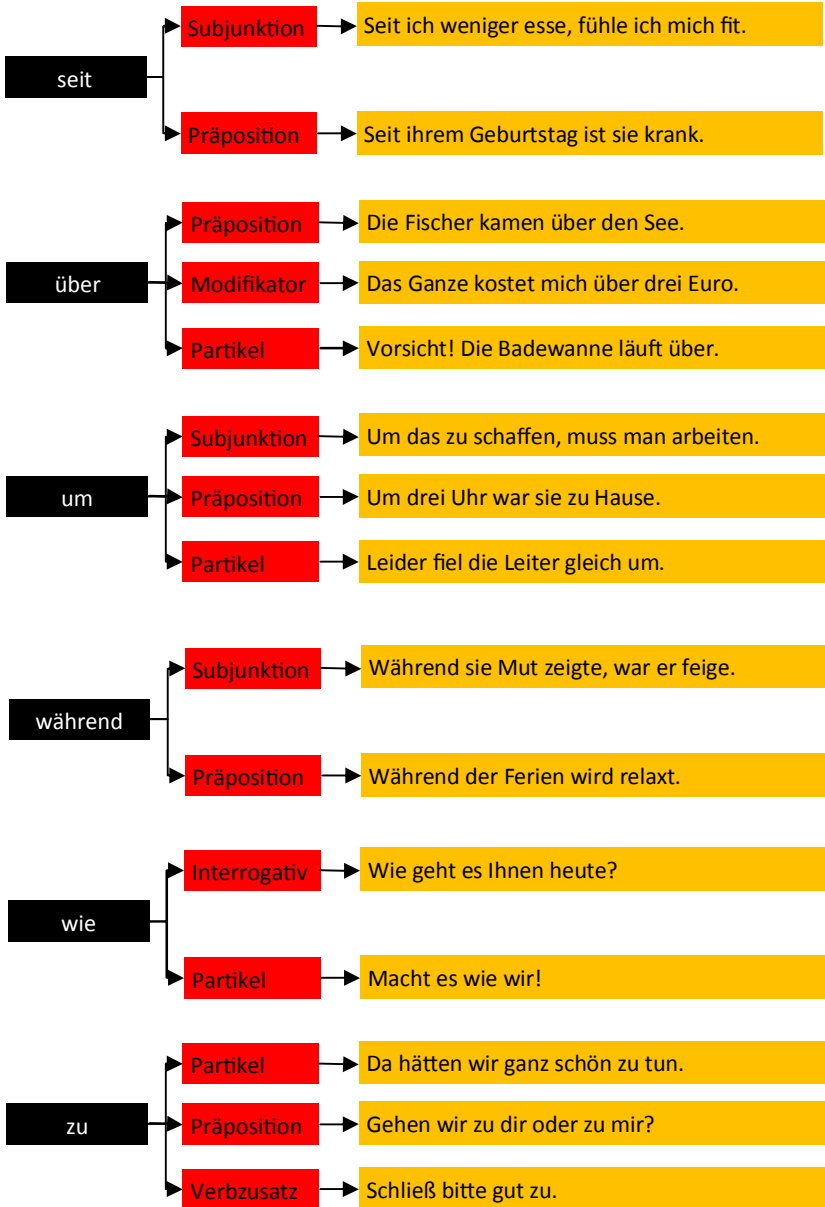 seit
Subjunktion
Seit ich weniger esse, fühle ich mich fit.
Präposition
Seit ihrem Geburtstag ist sie krank.
über
Präposition
Die Fischer kamen über den See.
Modifikator
Das Ganze kostet mich über drei Euro.
Partikel
Vorsicht! Die Badewanne läuft über.
um
Subjunktion
Um das zu schaffen, muss man arbeiten.
Präposition
Um drei Uhr war sie zu Hause.
Partikel
Leider fiel die Leiter gleich um.
während
Subjunktion
Während sie Mut zeigte, war er feige.
Präposition
Während der Ferien wird relaxt.
wie
Interrogativ
Wie geht es Ihnen heute?
Partikel
Macht es wie wir!
zu
Partikel
Da hätten wir ganz schön zu tun.
Präposition
Gehen wir zu dir oder zu mir?
Verbzusatz
Schließ bitte gut zu.